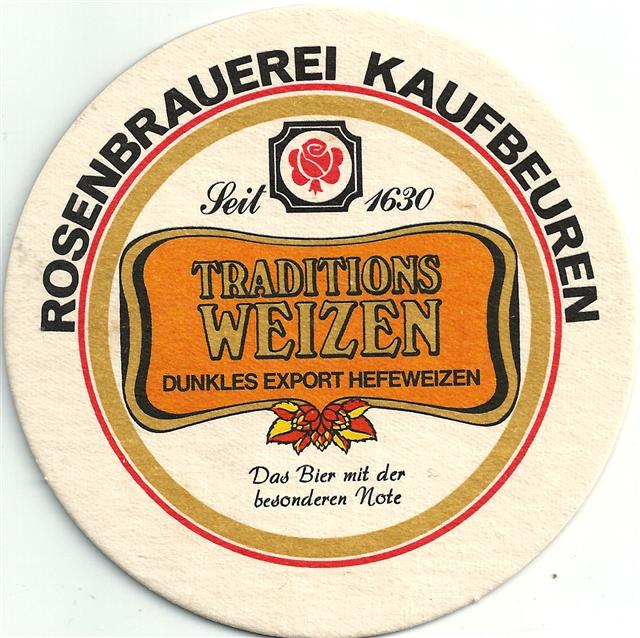 ROSENBRAUEREI KAUFBEUREN
Seit 1630
TRADITIONS
WEIZEN
DUNKLES EXPORT HEFEWEIZEN
Das Bier mit der
besonderen Note